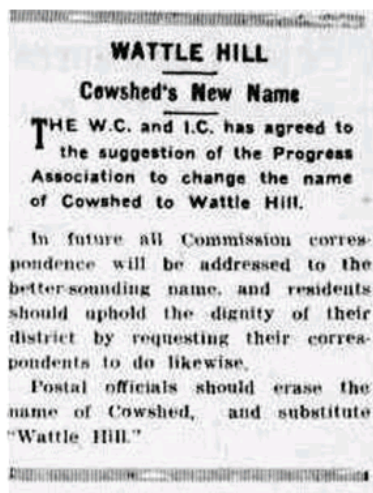 WATTLE HILL
Cowshed's New Name
THE W.C. and I.C. has agreed to
the suggestion of the Progress
Association to change the name
of Cowshed to Wattle Hill.
In future all Commission corres-
pondence will be addressed to the
better-sounding name, and residents
should uphold the dignity of their
district by requesting their corres-
pondents to do likewise.
Postal officials should erase the
name of Cowshed, and substitute
"Wattle Hill."